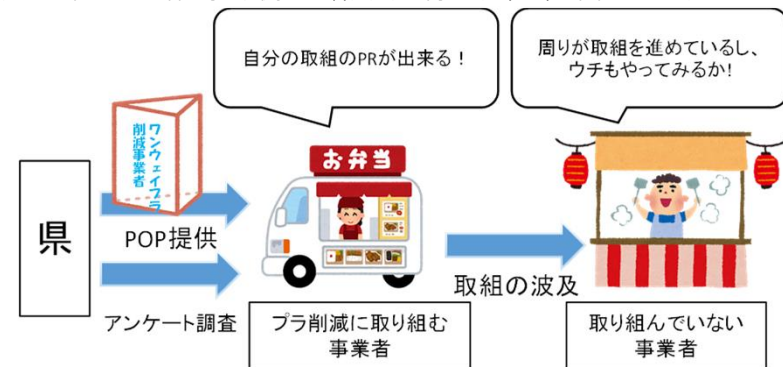 自分の取組のPRが出来る！
周りが取組を進めているし、
ウチもやってみるか!
ワンウェイプラ
削減事業者
お弁当
県
POP提供
取組の波及
アンケート調査
プラ削減に取り組む
事業者
取り組んでいない
事業者